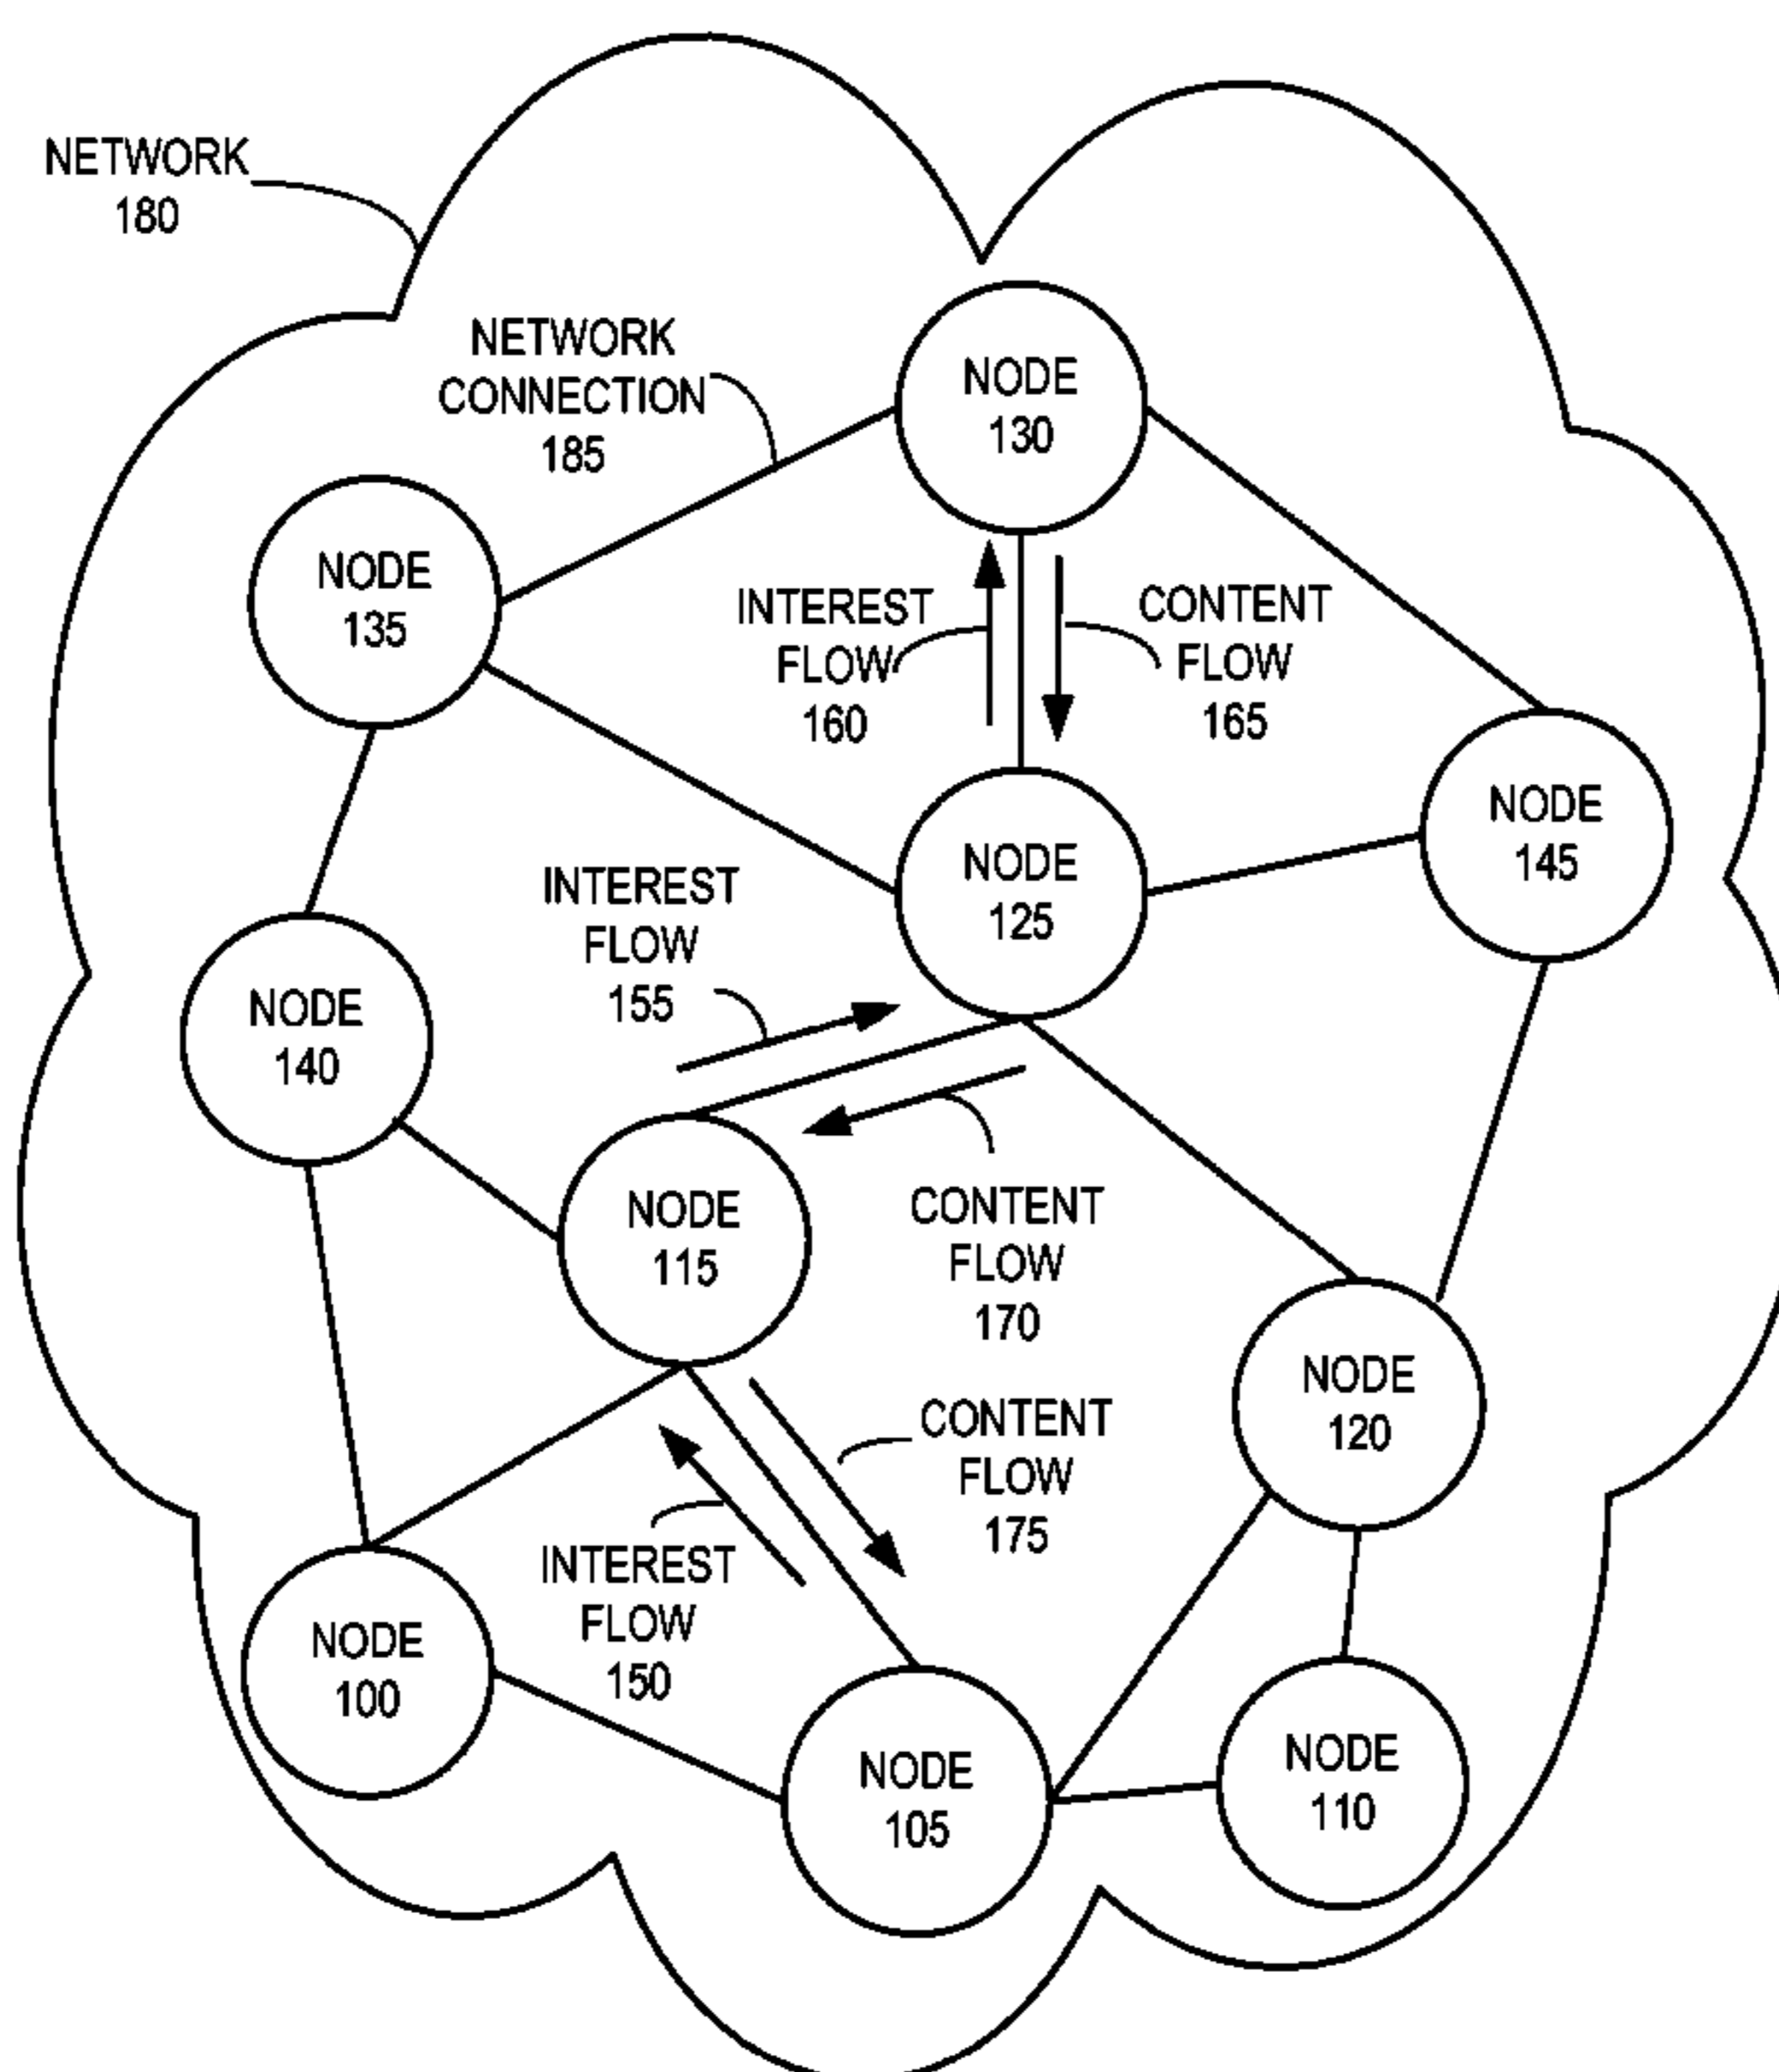 NETWORK
180
NETWORK
CONNECTION
185
NODE
130
NODE
135
INTEREST
FLOW
160
CONTENT
FLOW
165
NODE
145
NODE
125
INTEREST
FLOW
155
NODE
140
NODE
115
CONTENT
FLOW
170
NODE
120
CONTENT
FLOW
175
INTEREST
FLOW
150
NODE
100
NODE
105
NODE
110